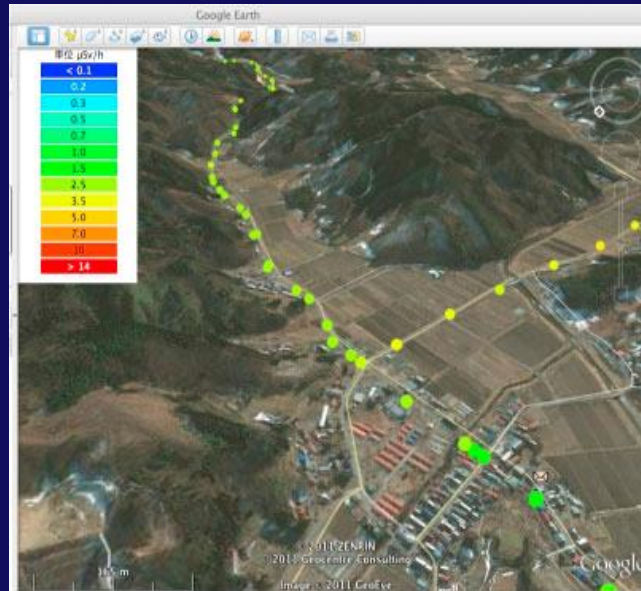 Google Earth
単位 μSv/h
< 0.1
0.2
0.3
0.5
0.7
1.0
1.5
2.5
3.5
5.0
7.0
10
> 14
© 2011 ZENRIN
© 2011 Geocentre Consulting
Image © 2011 GeoEye
Google